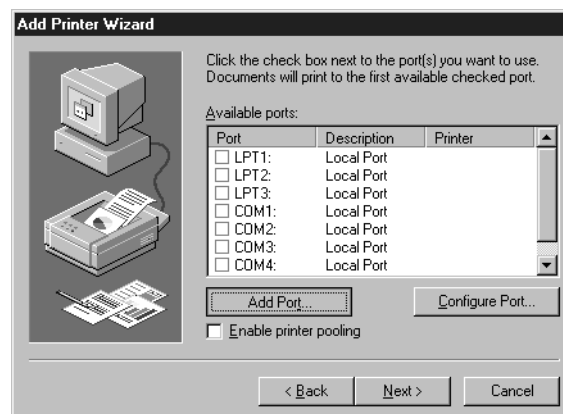 Add Printer Wizard
Click the check box next to the port(s) you want to use.
Documents will print to the first available checked port.
Available ports:
Port Description Printer
LPT1: Local Port
LPT2: Local Port
LPT3: Local Port
COM1: Local Port
COM2: Local Port
COM3: Local Port
COM4: Local Port
Add Port... Configure Port...
Enable printer pooling
< Back Next > Cancel